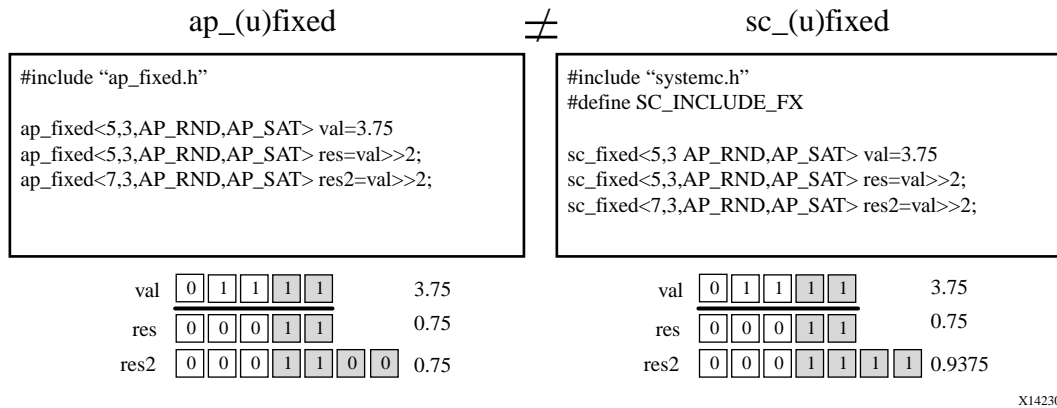 ap_(u)fixed ≠ sc_(u)fixed
#include “ap_fixed.h”
ap_fixed<5,3,AP_RND,AP_SAT> val=3.75
ap_fixed<5,3,AP_RND,AP_SAT> res=val>>2;
ap_fixed<7,3,AP_RND,AP_SAT> res2=val>>2;
#include “systemc.h”
#define SC_INCLUDE_FX
sc_fixed<5,3 AP_RND,AP_SAT> val=3.75
sc_fixed<5,3,AP_RND,AP_SAT> res=val>>2;
sc_fixed<7,3,AP_RND,AP_SAT> res2=val>>2;
val 0 1 1 1 1 3.75
res 0 0 0 1 1 0.75
res2 0 0 0 1 1 0 0 0.75
val 0 1 1 1 1 3.75
res 0 0 0 1 1 0.75
res2 0 0 0 1 1 1 1 0.9375